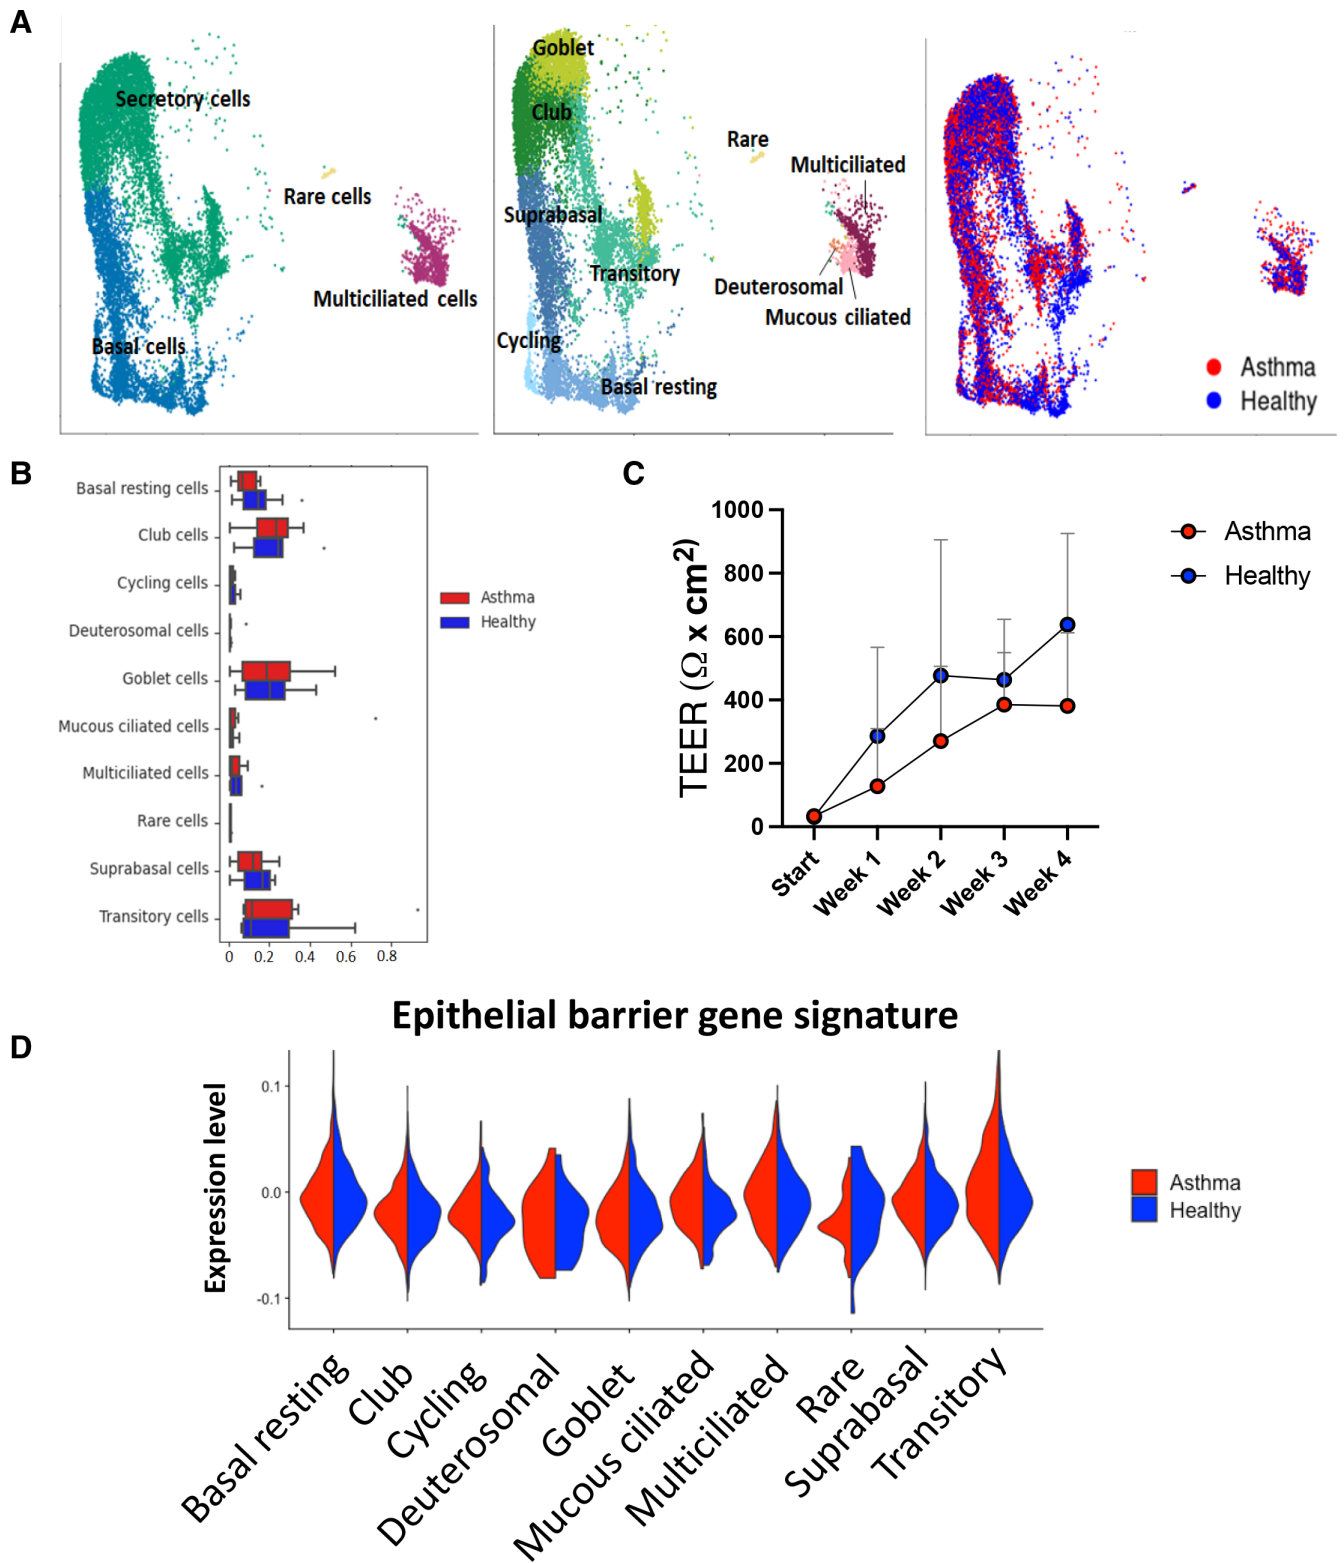 A
Secretory cells
Rare cells
Multiciliated cells
Basal cells
Goblet
Club
Rare
Multiciliated
Suprabasal
Transitory
Deuterosomal
Mucous ciliated
Cycling
Basal resting
Asthma
Healthy
B
Basal resting cells
Club cells
Cycling cells
Deuterosomal cells
Goblet cells
Mucous ciliated cells
Multiciliated cells
Rare cells
Suprabasal cells
Transitory cells
0 0.2 0.4 0.6 0.8
Asthma
Healthy
C
TEER (Ω x cm2)
1000
800
600
400
200
0
Start
Week 1
Week 2
Week 3
Week 4
Asthma
Healthy
Epithelial barrier gene signature
D
Expression level
0.1
0.0
-0.1
Basal resting
Club
Cycling
Deuterosomal
Goblet
Mucous ciliated
Multiciliated
Rare
Suprabasal
Transitory
Asthma
Healthy